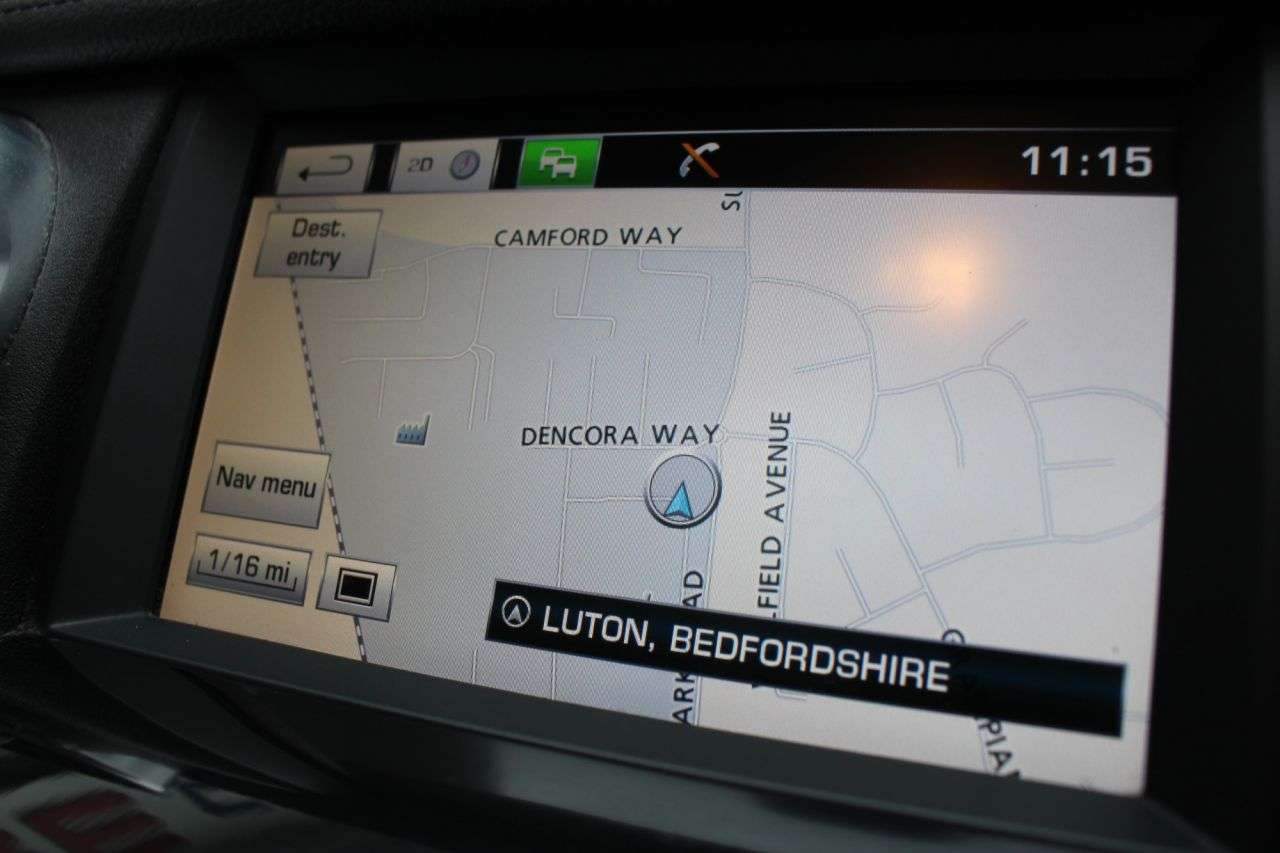 2D
11:15
Dest.
entry
CAMFORD WAY
DENCORA WAY
FIELD AVENUE
Nav menu
1/16 mi
LUTON, BEDFORDSHIRE